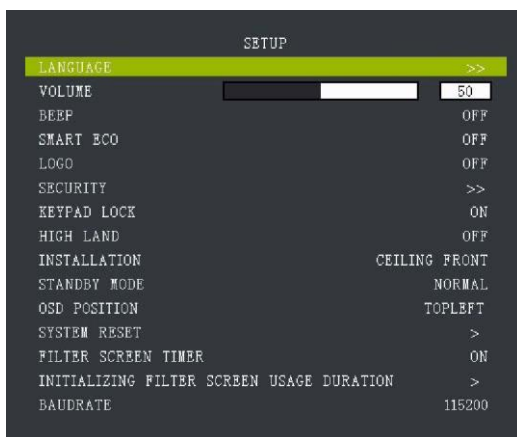 SETUP
LANGUAGE >>
VOLUME 50
BEEP OFF
SMART ECO OFF
LOGO OFF
SECURITY >>
KEYPAD LOCK ON
HIGH LAND OFF
INSTALLATION CEILING FRONT
STANDBY MODE NORMAL
OSD POSITION TOPLEFT
SYSTEM RESET >
FILTER SCREEN TIMER ON
INITIALIZING FILTER SCREEN USAGE DURATION >
BAUDRATE 115200